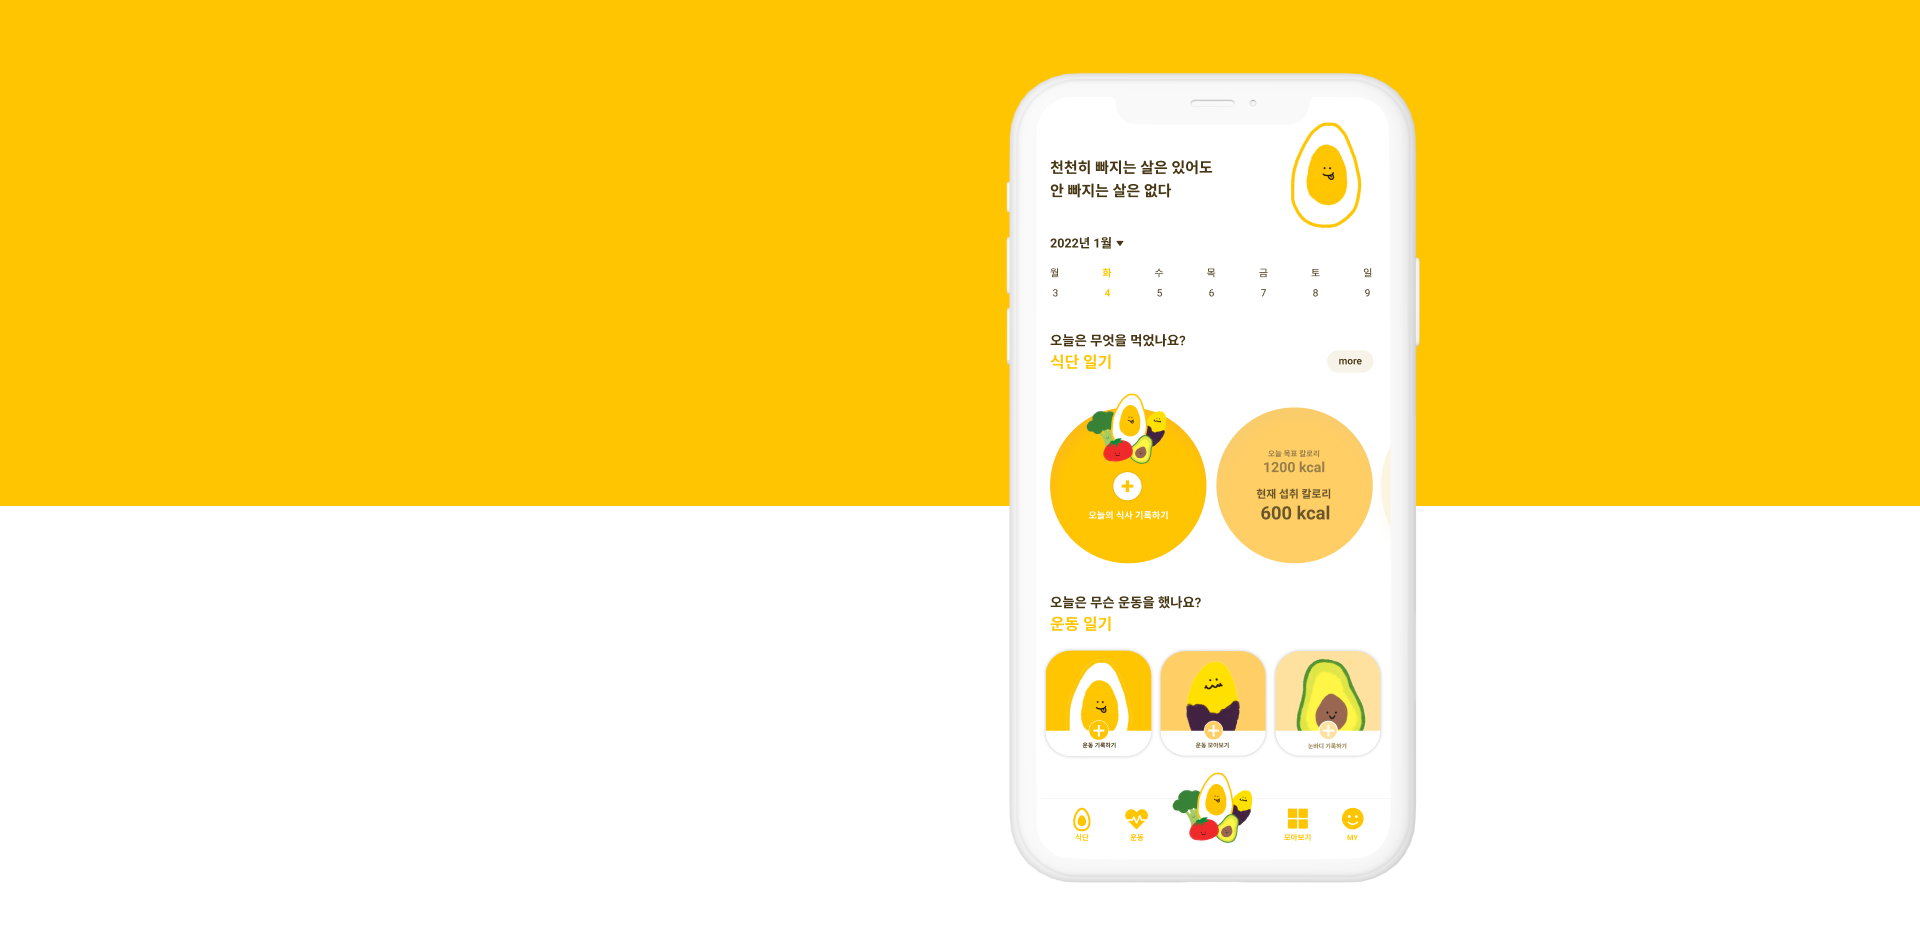 천천히 빠지는 살은 있어도
안 빠지는 살은 없다
2022년 1월
월 화 수 목 금 토 일
3 4 5 6 7 8 9
오늘은 무엇을 먹었나요?
식단 일기
more
오늘의 식사 기록하기
오늘 목표 칼로리
1200 kcal
현재 섭취 칼로리
600 kcal
오늘은 무슨 운동을 했나요?
운동 일기
운동 기록하기
운동 모아보기
눈바디 기록하기
식단
운동
모아보기
MY